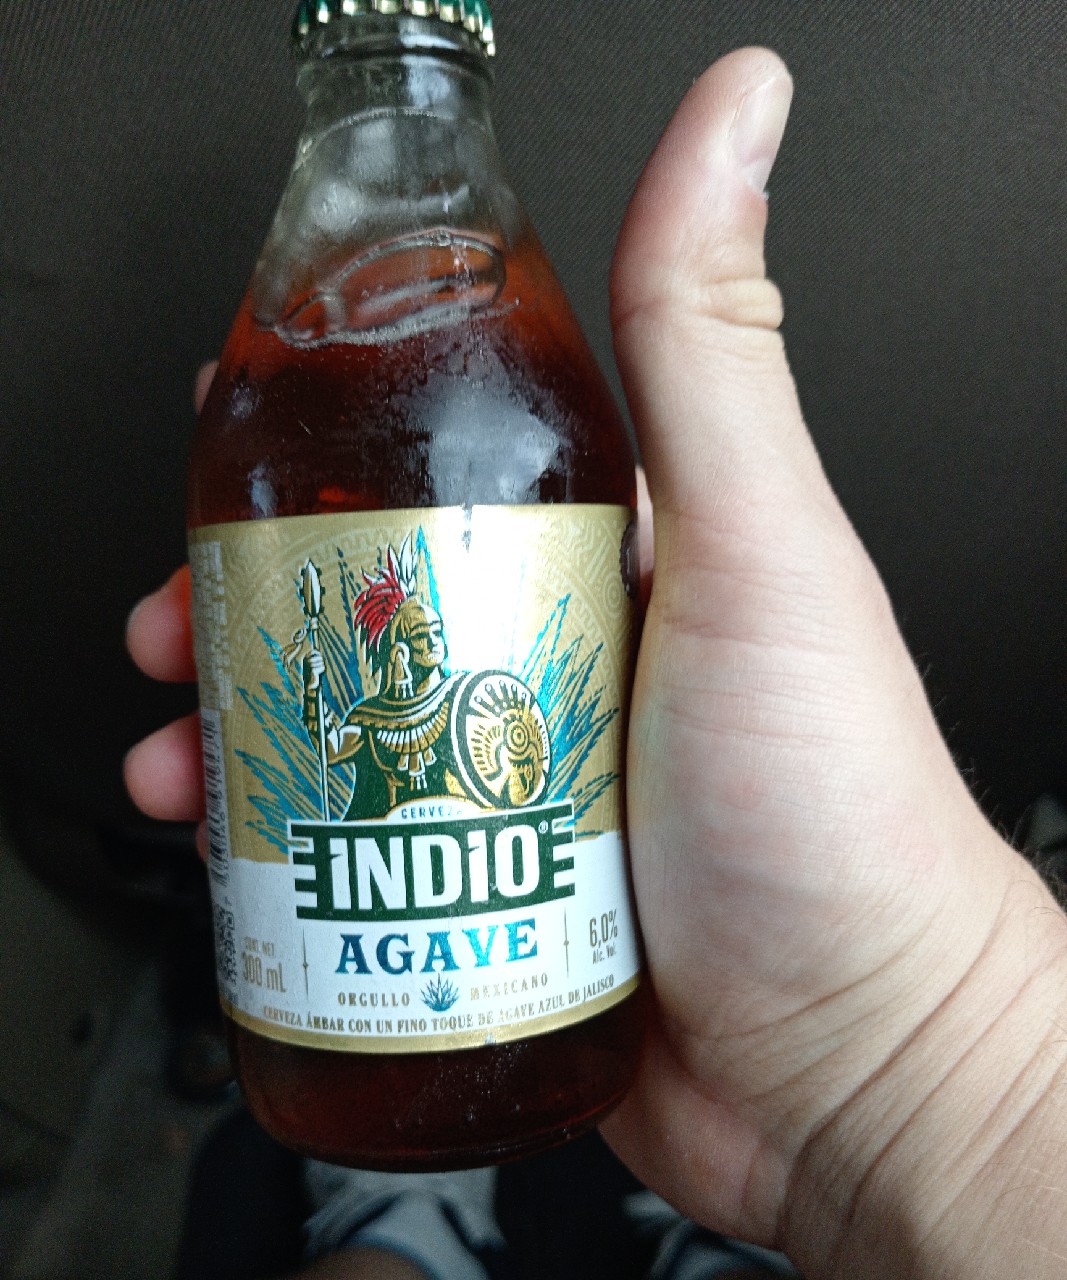 CERVEZA
INDIO®
AGAVE
CONT. NET.
300 mL
6,0%
Alc. Vol.
ORGULLO MEXICANO
CERVEZA ÁMBAR CON UN FINO TOQUE DE AGAVE AZUL DE JALISCO